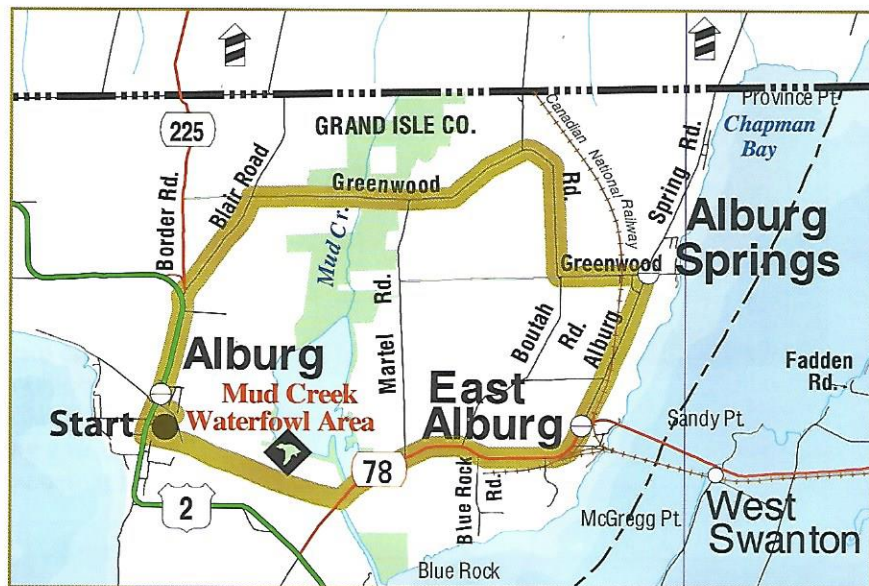 Province Pt.
Chapman
Bay
225
GRAND ISLE CO.
Canadian National Railway
Border Rd.
Blair Road
Greenwood
Rd.
Spring Rd.
Mud Cr.
Alburg
Springs
Greenwood
Martel Rd.
Boutah
Rd.
Alburg
Alburg
Fadden
Rd.
Mud Creek
Waterfowl Area
East
Alburg
Start
Sandy Pt.
78
2
Blue Rock
Rd.
West
Swanton
McGregg Pt.
Blue Rock